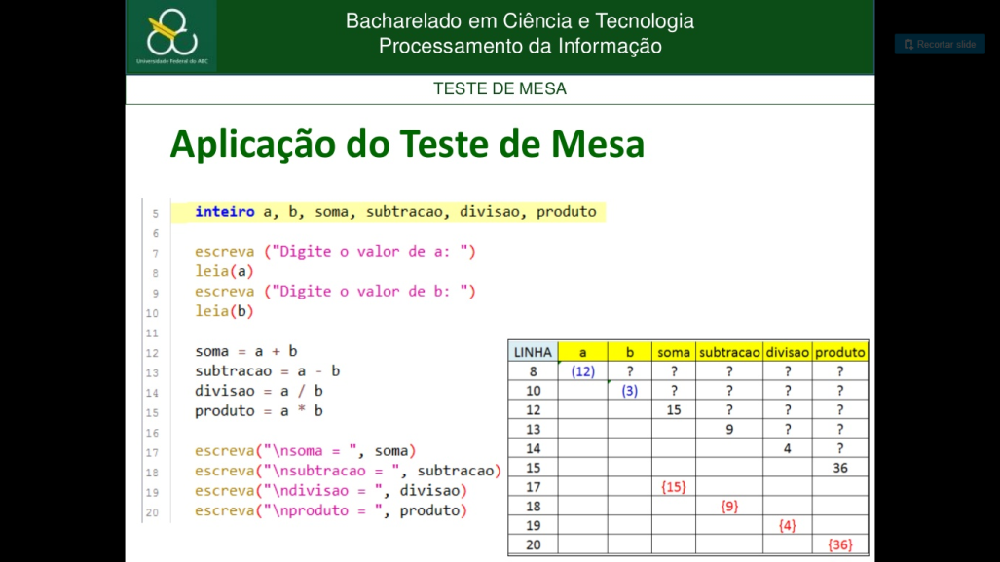 Bacharelado em Ciência e Tecnologia
Processamento da Informação
Universidade Federal do ABC
Recortar slide
TESTE DE MESA
Aplicação do Teste de Mesa
5 inteiro a, b, soma, subtracao, divisao, produto
6
7 escreva ("Digite o valor de a: ")
8 leia(a)
9 escreva ("Digite o valor de b: ")
10 leia(b)
11
12 soma = a + b
13 subtracao = a - b
14 divisao = a / b
15 produto = a * b
16
17 escreva("\nsoma = ", soma)
18 escreva("\nsubtracao = ", subtracao)
19 escreva("\ndivisao = ", divisao)
20 escreva("\nproduto = ", produto)
LINHA a b soma subtracao divisao produto
8 (12) ? ? ? ? ?
10 (3) ? ? ? ?
12 15 ? ? ?
13 9 ? ?
14 4 ?
15 36
17 {15}
18 {9}
19 {4}
20 {36}